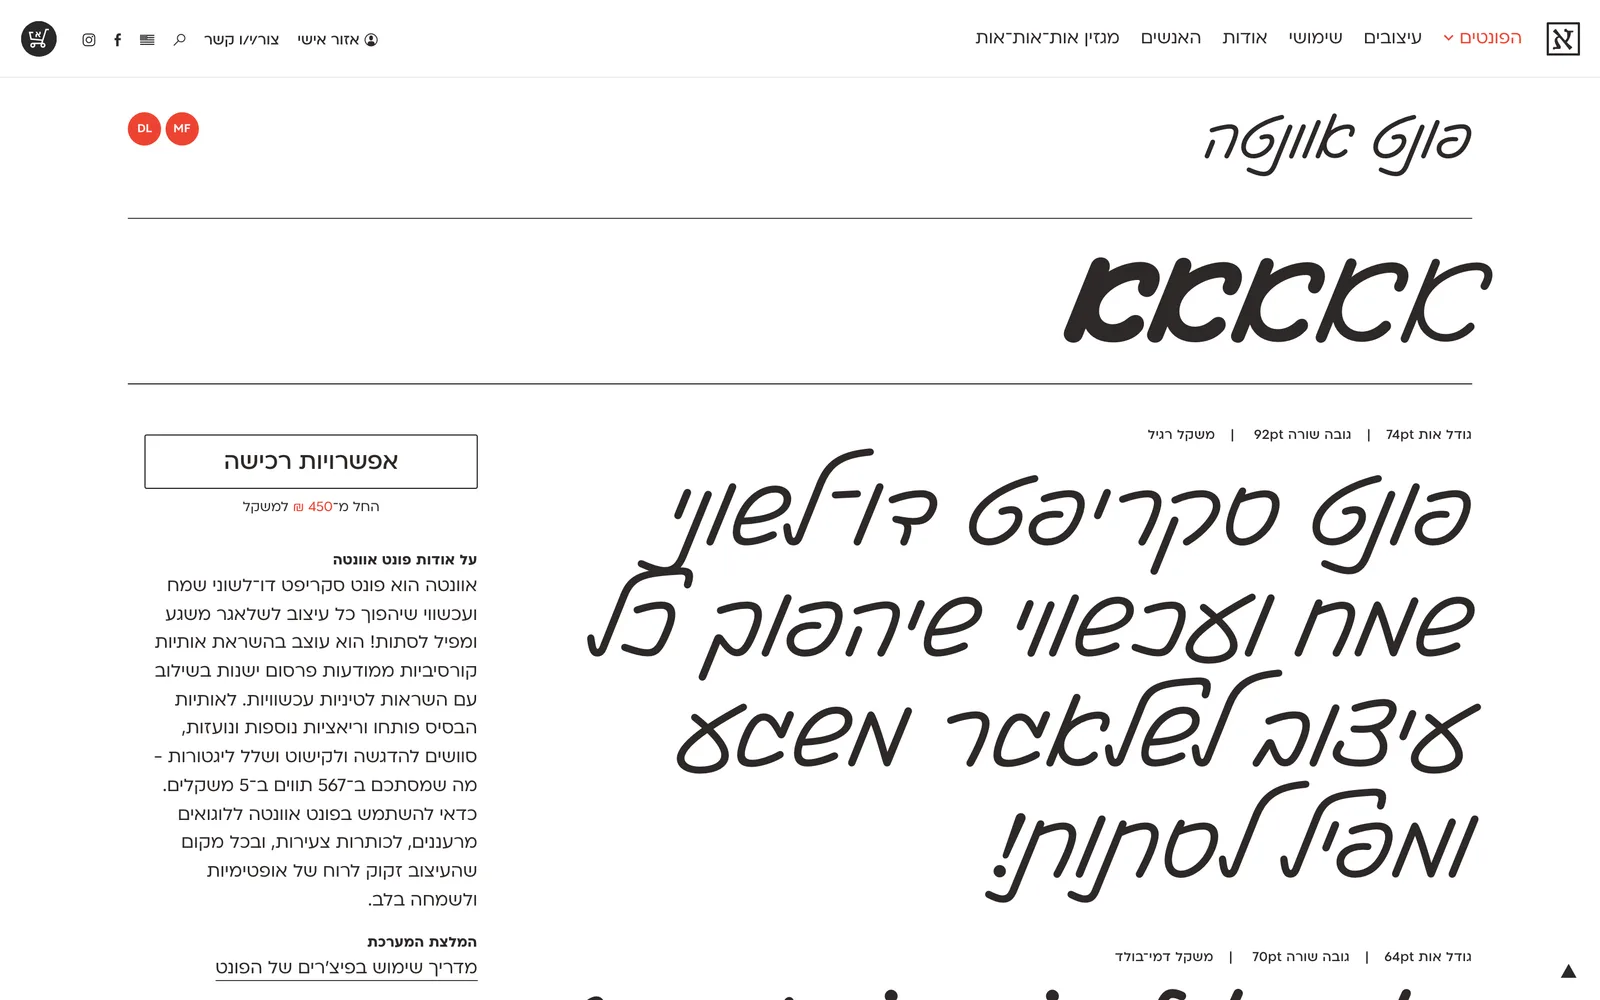 א
הפונטים
עיצובים
שימושי
אודות
האנשים
מגזין אות־אות־אות
אזור אישי
צור/י/ו קשר
פונט אוונטה
MF
DL
א א א א א
גודל אות 74pt | גובה שורה 92pt | משקל רגיל
פונט סקריפט דו־לשוני
שמח ועכשווי שיהפוך כל
עיצוב לשלאגר משגע
ומפיל לסתות!
אפשרויות רכישה
החל מ־450 ₪ למשקל
על אודות פונט אוונטה
אוונטה הוא פונט סקריפט דו־לשוני שמח
ועכשווי שיהפוך כל עיצוב לשלאגר משגע
ומפיל לסתות! הוא עוצב בהשראת אותיות
קורסיביות ממודעות פרסום ישנות בשילוב
עם השראות לטיניות עכשוויות. לאותיות
הבסיס פותחו וריאציות נוספות ונועזות,
סוושים להדגשה ולקישוט ושלל ליגטורות -
מה שמסתכם ב־567 תווים ב־5 משקלים.
כדאי להשתמש בפונט אוונטה ללוגואים
מרעננים, לכותרות צעירות, ובכל מקום
שהעיצוב זקוק לרוח של אופטימיות
ולשמחה בלב.
המלצת המערכת
מדריך שימוש בפיצ׳רים של הפונט
גודל אות 64pt | גובה שורה 70pt | משקל דמי־בולד